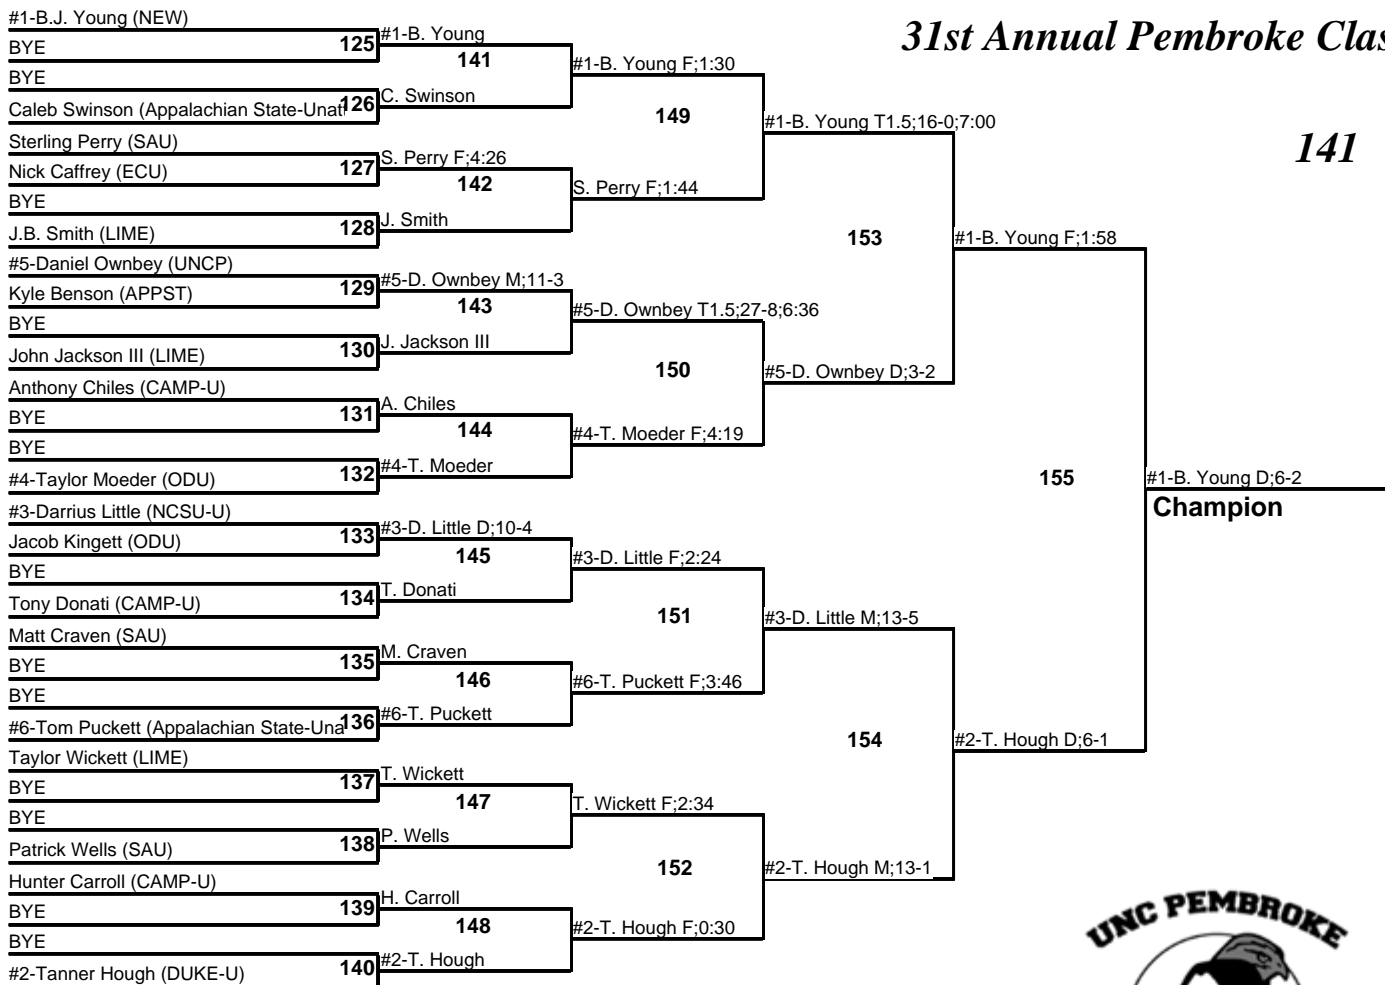 31st Annual Pembroke Clas
141
#1-B.J. Young (NEW)
BYE
BYE
Caleb Swinson (Appalachian State-Unat
Sterling Perry (SAU)
Nick Caffrey (ECU)
BYE
J.B. Smith (LIME)
#5-Daniel Ownbey (UNCP)
Kyle Benson (APPST)
BYE
John Jackson III (LIME)
Anthony Chiles (CAMP-U)
BYE
BYE
#4-Taylor Moeder (ODU)
#3-Darrius Little (NCSU-U)
Jacob Kingett (ODU)
BYE
Tony Donati (CAMP-U)
Matt Craven (SAU)
BYE
BYE
#6-Tom Puckett (Appalachian State-Una
Taylor Wickett (LIME)
BYE
BYE
Patrick Wells (SAU)
Hunter Carroll (CAMP-U)
BYE
BYE
#2-Tanner Hough (DUKE-U)
125
126
127
128
129
130
131
132
133
134
135
136
137
138
139
140
#1-B. Young
141
C. Swinson
S. Perry F;4:26
142
J. Smith
#5-D. Ownbey M;11-3
143
J. Jackson III
A. Chiles
144
#4-T. Moeder
#3-D. Little D;10-4
145
T. Donati
M. Craven
146
#6-T. Puckett
T. Wickett
147
P. Wells
H. Carroll
148
#2-T. Hough
#1-B. Young F;1:30
149
S. Perry F;1:44
#5-D. Ownbey T1.5;27-8;6:36
150
#4-T. Moeder F;4:19
#3-D. Little F;2:24
151
#6-T. Puckett F;3:46
T. Wickett F;2:34
152
#2-T. Hough F;0:30
#1-B. Young T1.5;16-0;7:00
153
#5-D. Ownbey D;3-2
#3-D. Little M;13-5
154
#2-T. Hough M;13-1
#1-B. Young F;1:58
155
#2-T. Hough D;6-1
#1-B. Young D;6-2
Champion
UNC PEMBROKE